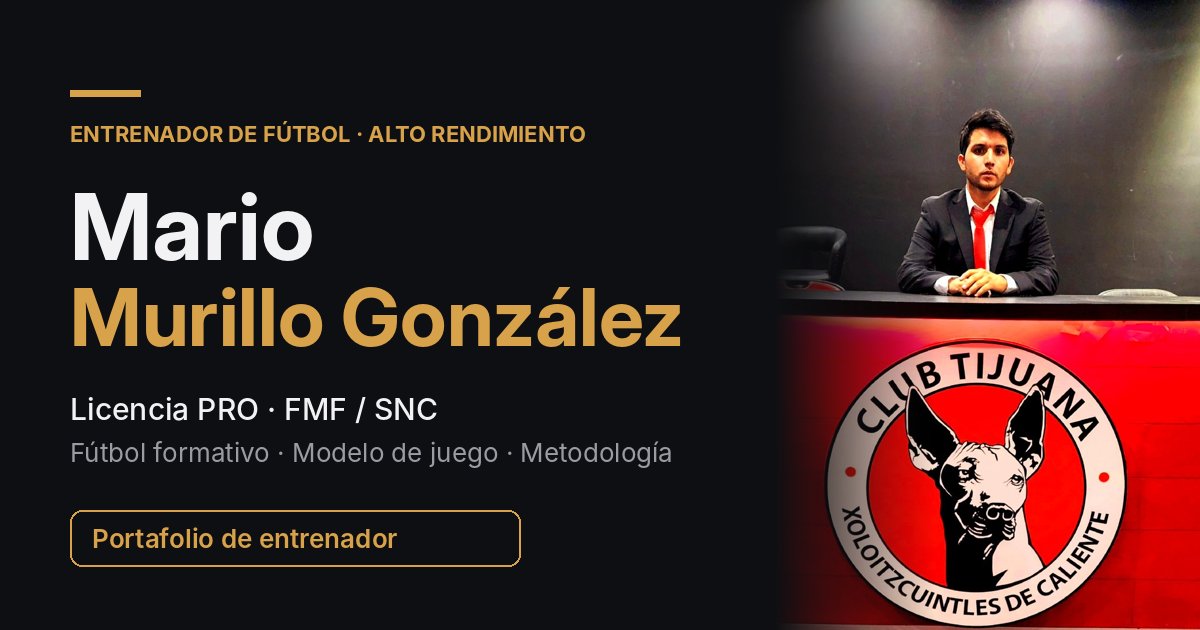 ENTRENADOR DE FÚTBOL · ALTO RENDIMIENTO
Mario
Murillo González
Licencia PRO · FMF / SNC
Fútbol formativo · Modelo de juego · Metodología
Portafolio de entrenador
CLUB TIJUANA
XOLOITZCUINTLES DE CALIENTE